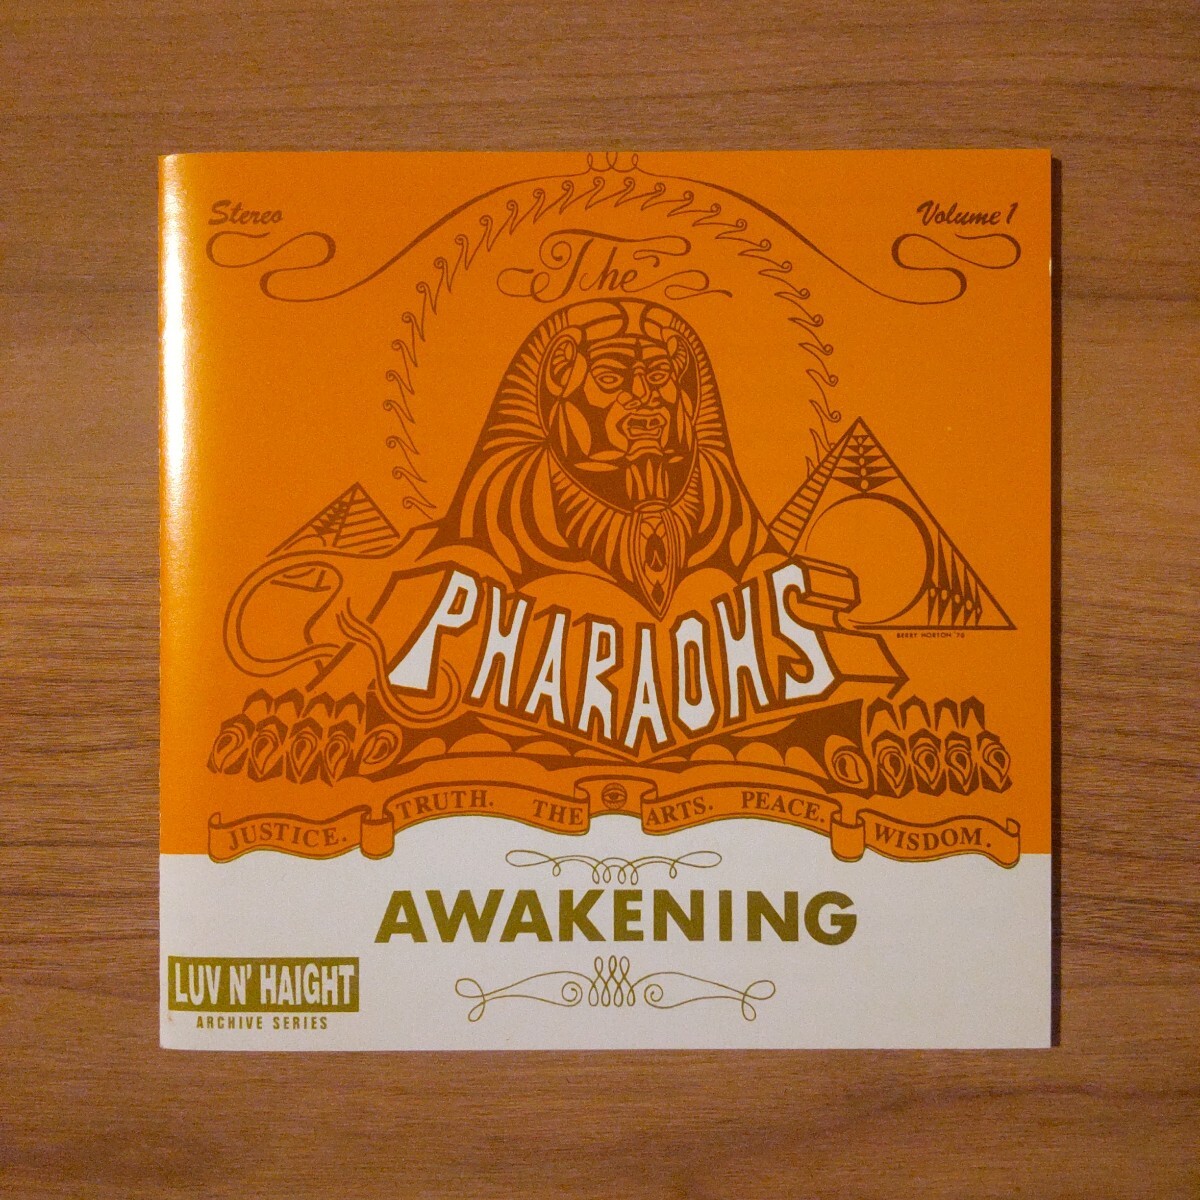 Stereo
Volume 1
The
PHARAOHS
BERRY HORTON '70
JUSTICE. TRUTH. THE ARTS. PEACE. WISDOM.
AWAKENING
LUV N' HAIGHT
ARCHIVE SERIES